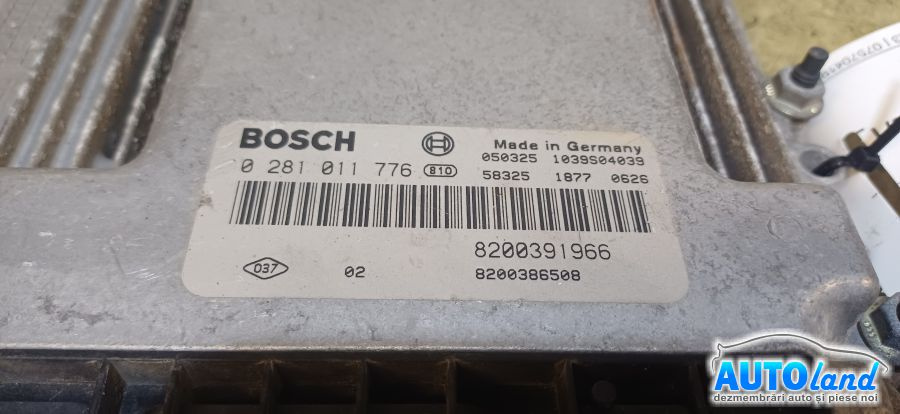 BOSCH
Made in Germany
050325 1039S04039
0 281 011 776 810
58325 1877 0626
8200391966
037 02
8200386508
AUTOland
dezmembrări auto și piese noi